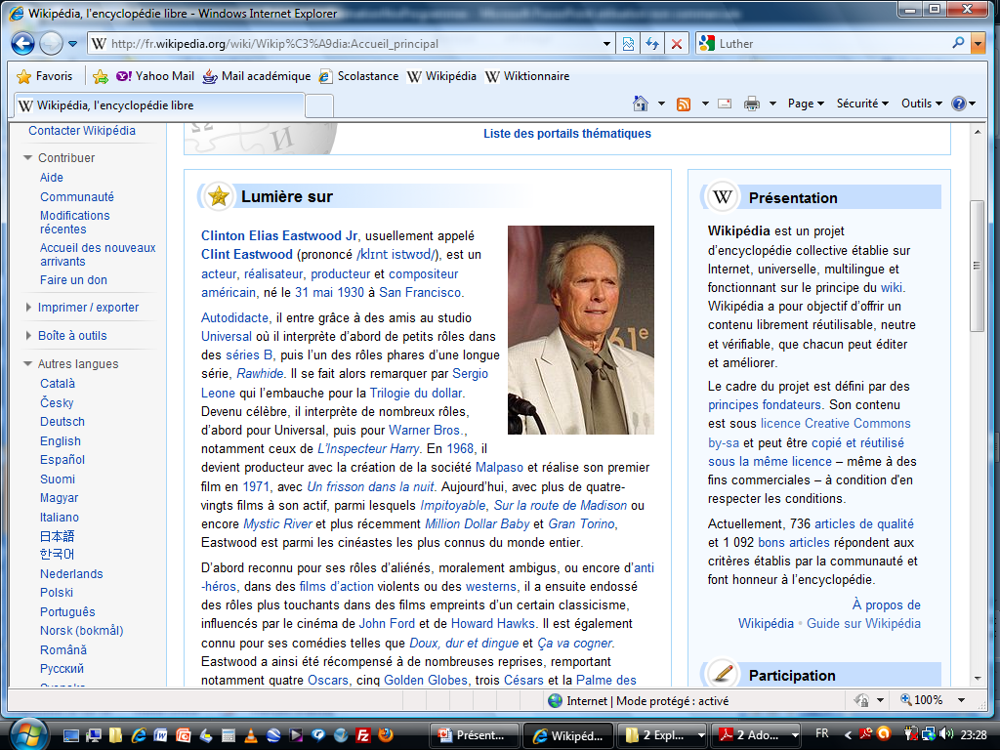 Wikipédia, l'encyclopédie libre - Windows Internet Explorer
http://fr.wikipedia.org/wiki/Wikip%C3%A9dia:Accueil_principal
Luther
Favoris
Yahoo Mail
Mail académique
Scolastance
Wikipédia
Wiktionnaire
Wikipédia, l'encyclopédie libre
Page
Sécurité
Outils
Contacter Wikipédia
Contribuer
Aide
Communauté
Modifications
récentes
Accueil des nouveaux
arrivants
Faire un don
Imprimer / exporter
Boîte à outils
Autres langues
Català
Česky
Deutsch
English
Español
Suomi
Magyar
Italiano
日本語
한국어
Nederlands
Polski
Português
Norsk (bokmål)
Română
Русский
Svenska
Liste des portails thématiques
Lumière sur
Clinton Elias Eastwood Jr, usuellement appelé
Clint Eastwood (prononcé /klɪnt istwʊd/), est un
acteur, réalisateur, producteur et compositeur
américain, né le 31 mai 1930 à San Francisco.
Autodidacte, il entre grâce à des amis au studio
Universal où il interprète d’abord de petits rôles dans
des séries B, puis l’un des rôles phares d’une longue
série, Rawhide. Il se fait alors remarquer par Sergio
Leone qui l’embauche pour la Trilogie du dollar.
Devenu célèbre, il interprète de nombreux rôles,
d’abord pour Universal, puis pour Warner Bros.,
notamment ceux de L’Inspecteur Harry. En 1968, il
devient producteur avec la création de la société Malpaso et réalise son premier
film en 1971, avec Un frisson dans la nuit. Aujourd’hui, avec plus de quatre-
vingts films à son actif, parmi lesquels Impitoyable, Sur la route de Madison ou
encore Mystic River et plus récemment Million Dollar Baby et Gran Torino,
Eastwood est parmi les cinéastes les plus connus du monde entier.
D’abord reconnu pour ses rôles d’aliénés, moralement ambigus, ou encore d’anti
-héros, dans des films d’action violents ou des westerns, il a ensuite endossé
des rôles plus touchants dans des films empreints d’un certain classicisme,
influencés par le cinéma de John Ford et de Howard Hawks. Il est également
connu pour ses comédies telles que Doux, dur et dingue et Ça va cogner.
Eastwood a ainsi été récompensé à de nombreuses reprises, remportant
notamment quatre Oscars, cinq Golden Globes, trois Césars et la Palme des
61e
Présentation
Wikipédia est un projet
d’encyclopédie collective établie sur
Internet, universelle, multilingue et
fonctionnant sur le principe du wiki.
Wikipédia a pour objectif d’offrir un
contenu librement réutilisable, neutre
et vérifiable, que chacun peut éditer
et améliorer.
Le cadre du projet est défini par des
principes fondateurs. Son contenu
est sous licence Creative Commons
by-sa et peut être copié et réutilisé
sous la même licence – même à des
fins commerciales – à condition d'en
respecter les conditions.
Actuellement, 736 articles de qualité
et 1 092 bons articles répondent aux
critères établis par la communauté et
font honneur à l’encyclopédie.
À propos de
Wikipédia • Guide sur Wikipédia
Participation
Internet | Mode protégé : activé
100%
Présent...
Wikipéd...
2 Expl...
2 Ado...
FR
23:28